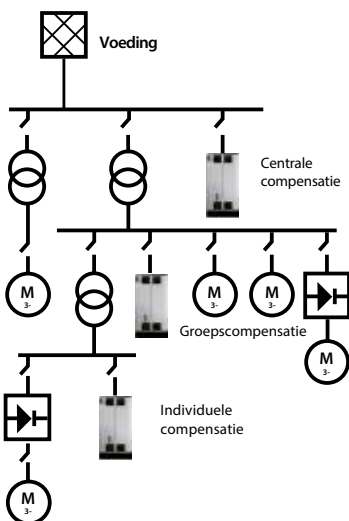 Voeding
Centrale
compensatie
M
3-
M
3-
M
3-
Groepscompensatie
M
3-
Individuele
compensatie
M
3-